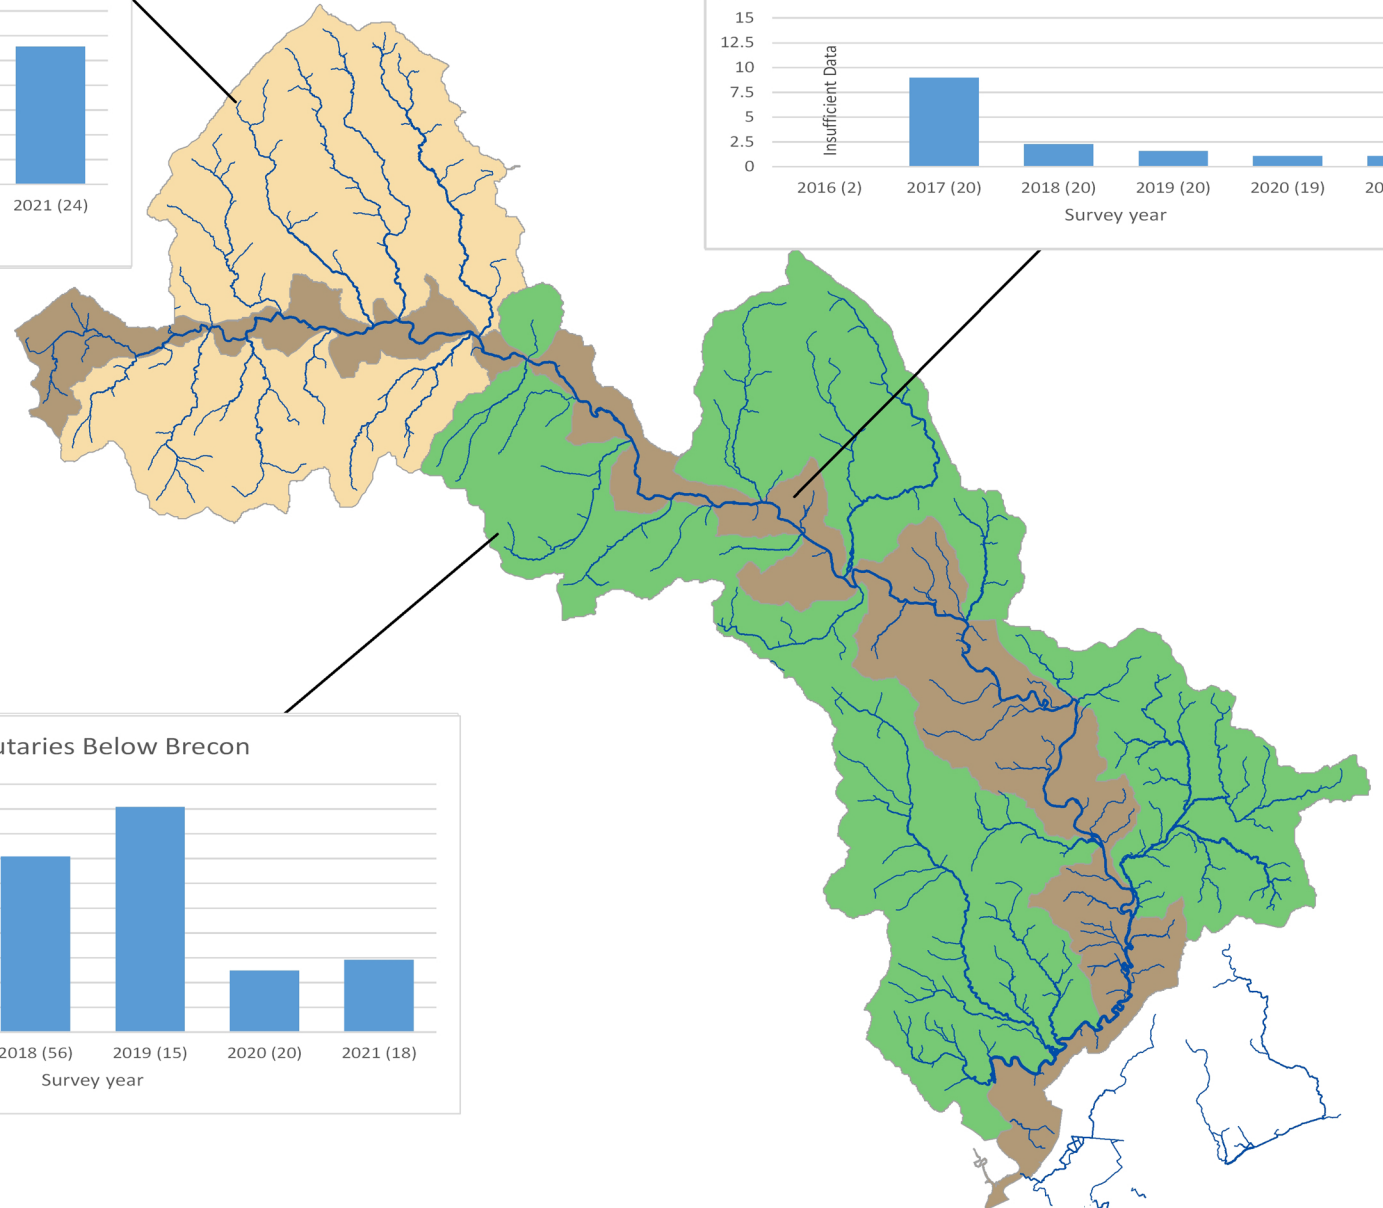 2021 (24)
15
12.5
10
7.5
5
2.5
0
Insufficient Data
2016 (2) 2017 (20) 2018 (20) 2019 (20) 2020 (19) 20
Survey year
utaries Below Brecon
2018 (56) 2019 (15) 2020 (20) 2021 (18)
Survey year